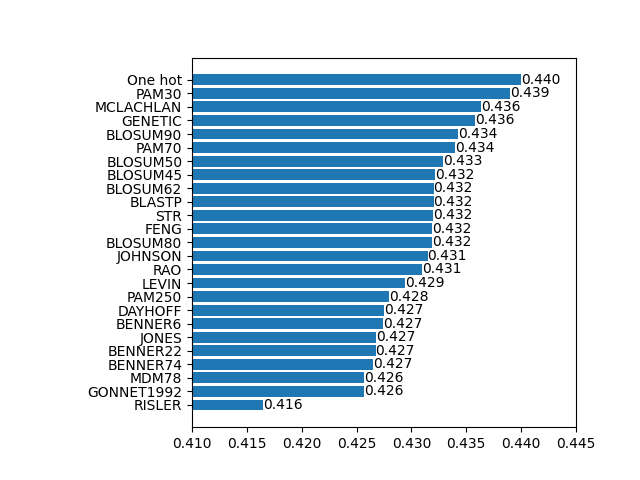 One hot 0.440
PAM30 0.439
MCLACHLAN 0.436
GENETIC 0.436
BLOSUM90 0.434
PAM70 0.434
BLOSUM50 0.433
BLOSUM45 0.432
BLOSUM62 0.432
BLASTP 0.432
STR 0.432
FENG 0.432
BLOSUM80 0.432
JOHNSON 0.431
RAO 0.431
LEVIN 0.429
PAM250 0.428
DAYHOFF 0.427
BENNER6 0.427
JONES 0.427
BENNER22 0.427
BENNER74 0.427
MDM78 0.426
GONNET1992 0.426
RISLER 0.416
0.410 0.415 0.420 0.425 0.430 0.435 0.440 0.445